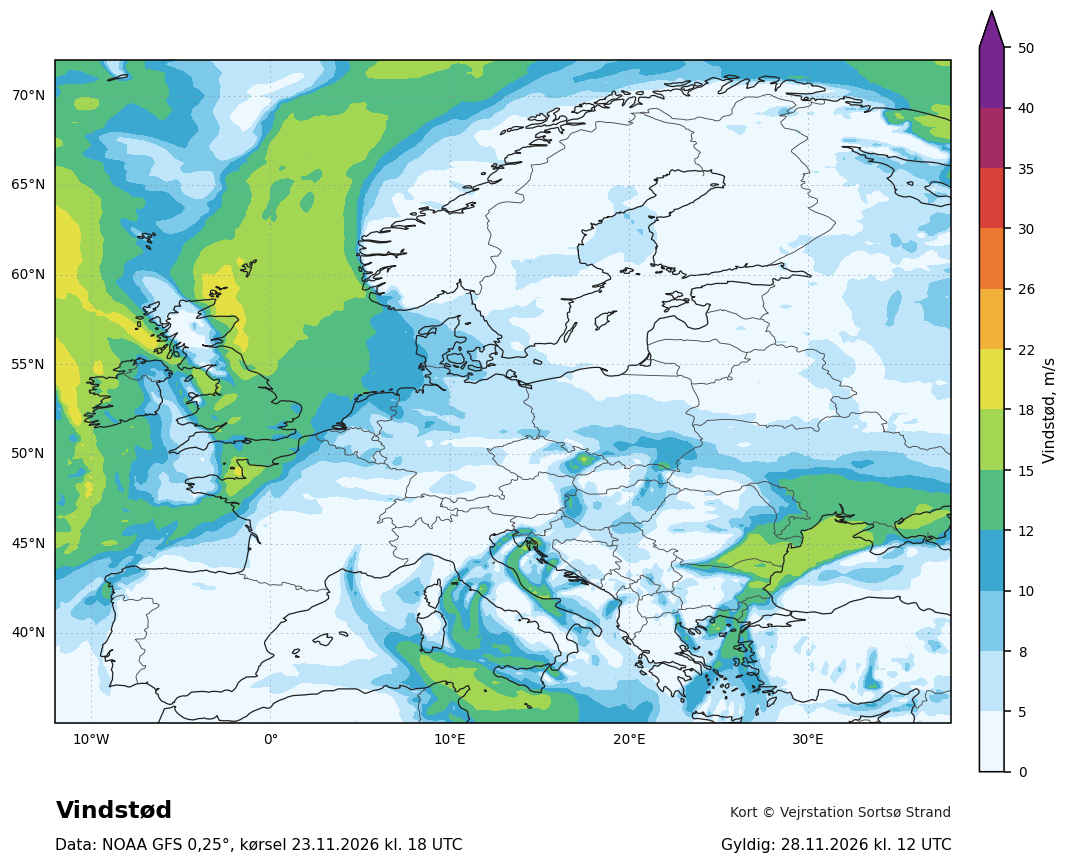 50
40
35
30
26
22
18
15
12
10
8
5
0
Vindstød, m/s
70°N
65°N
60°N
55°N
50°N
45°N
40°N
10°W
0°
10°E
20°E
30°E
Vindstød
Kort © Vejrstation Sortsø Strand
Data: NOAA GFS 0,25°, kørsel 23.11.2026 kl. 18 UTC
Gyldig: 28.11.2026 kl. 12 UTC